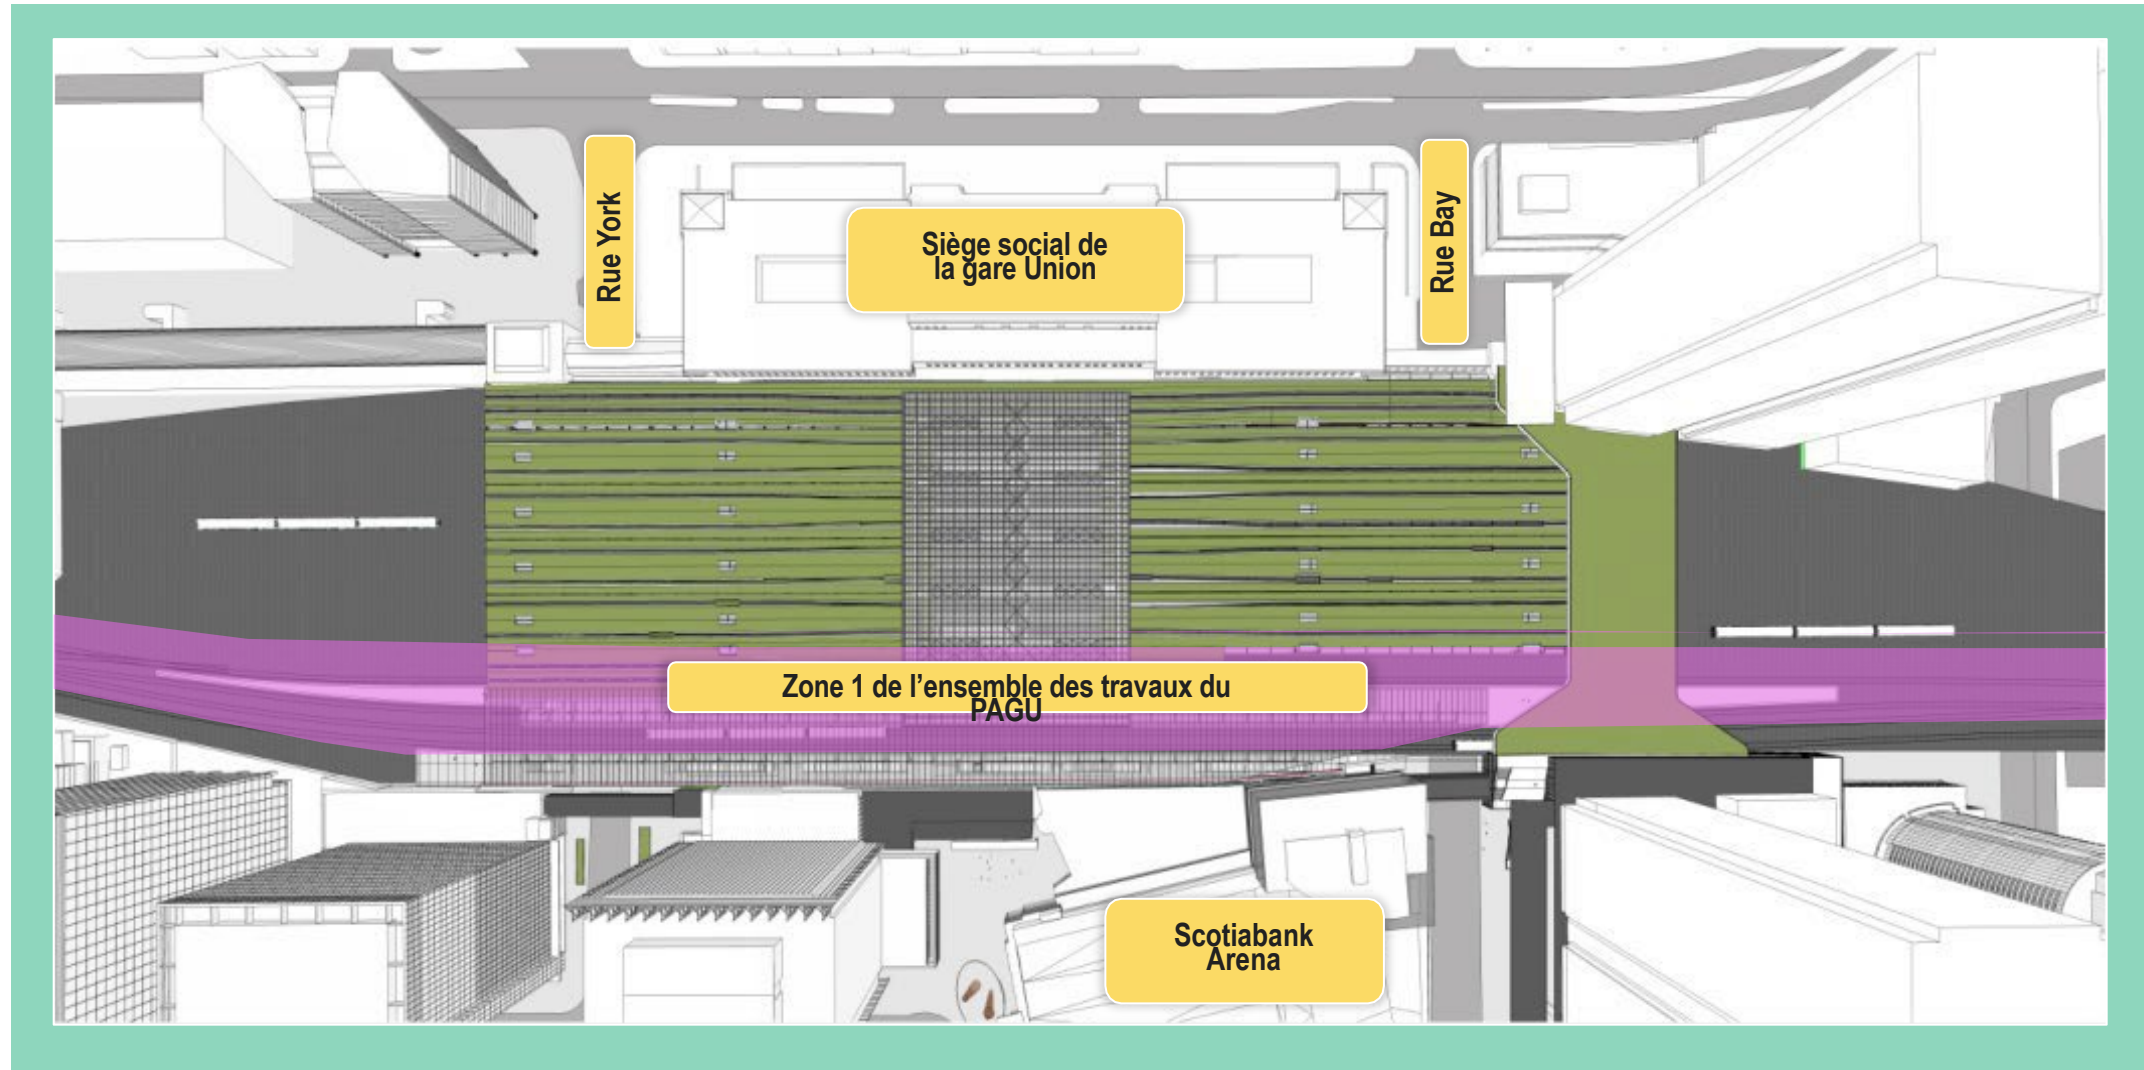 Rue York
Siège social de
la gare Union
Rue Bay
Zone 1 de l’ensemble des travaux du
PAGU
Scotiabank
Arena